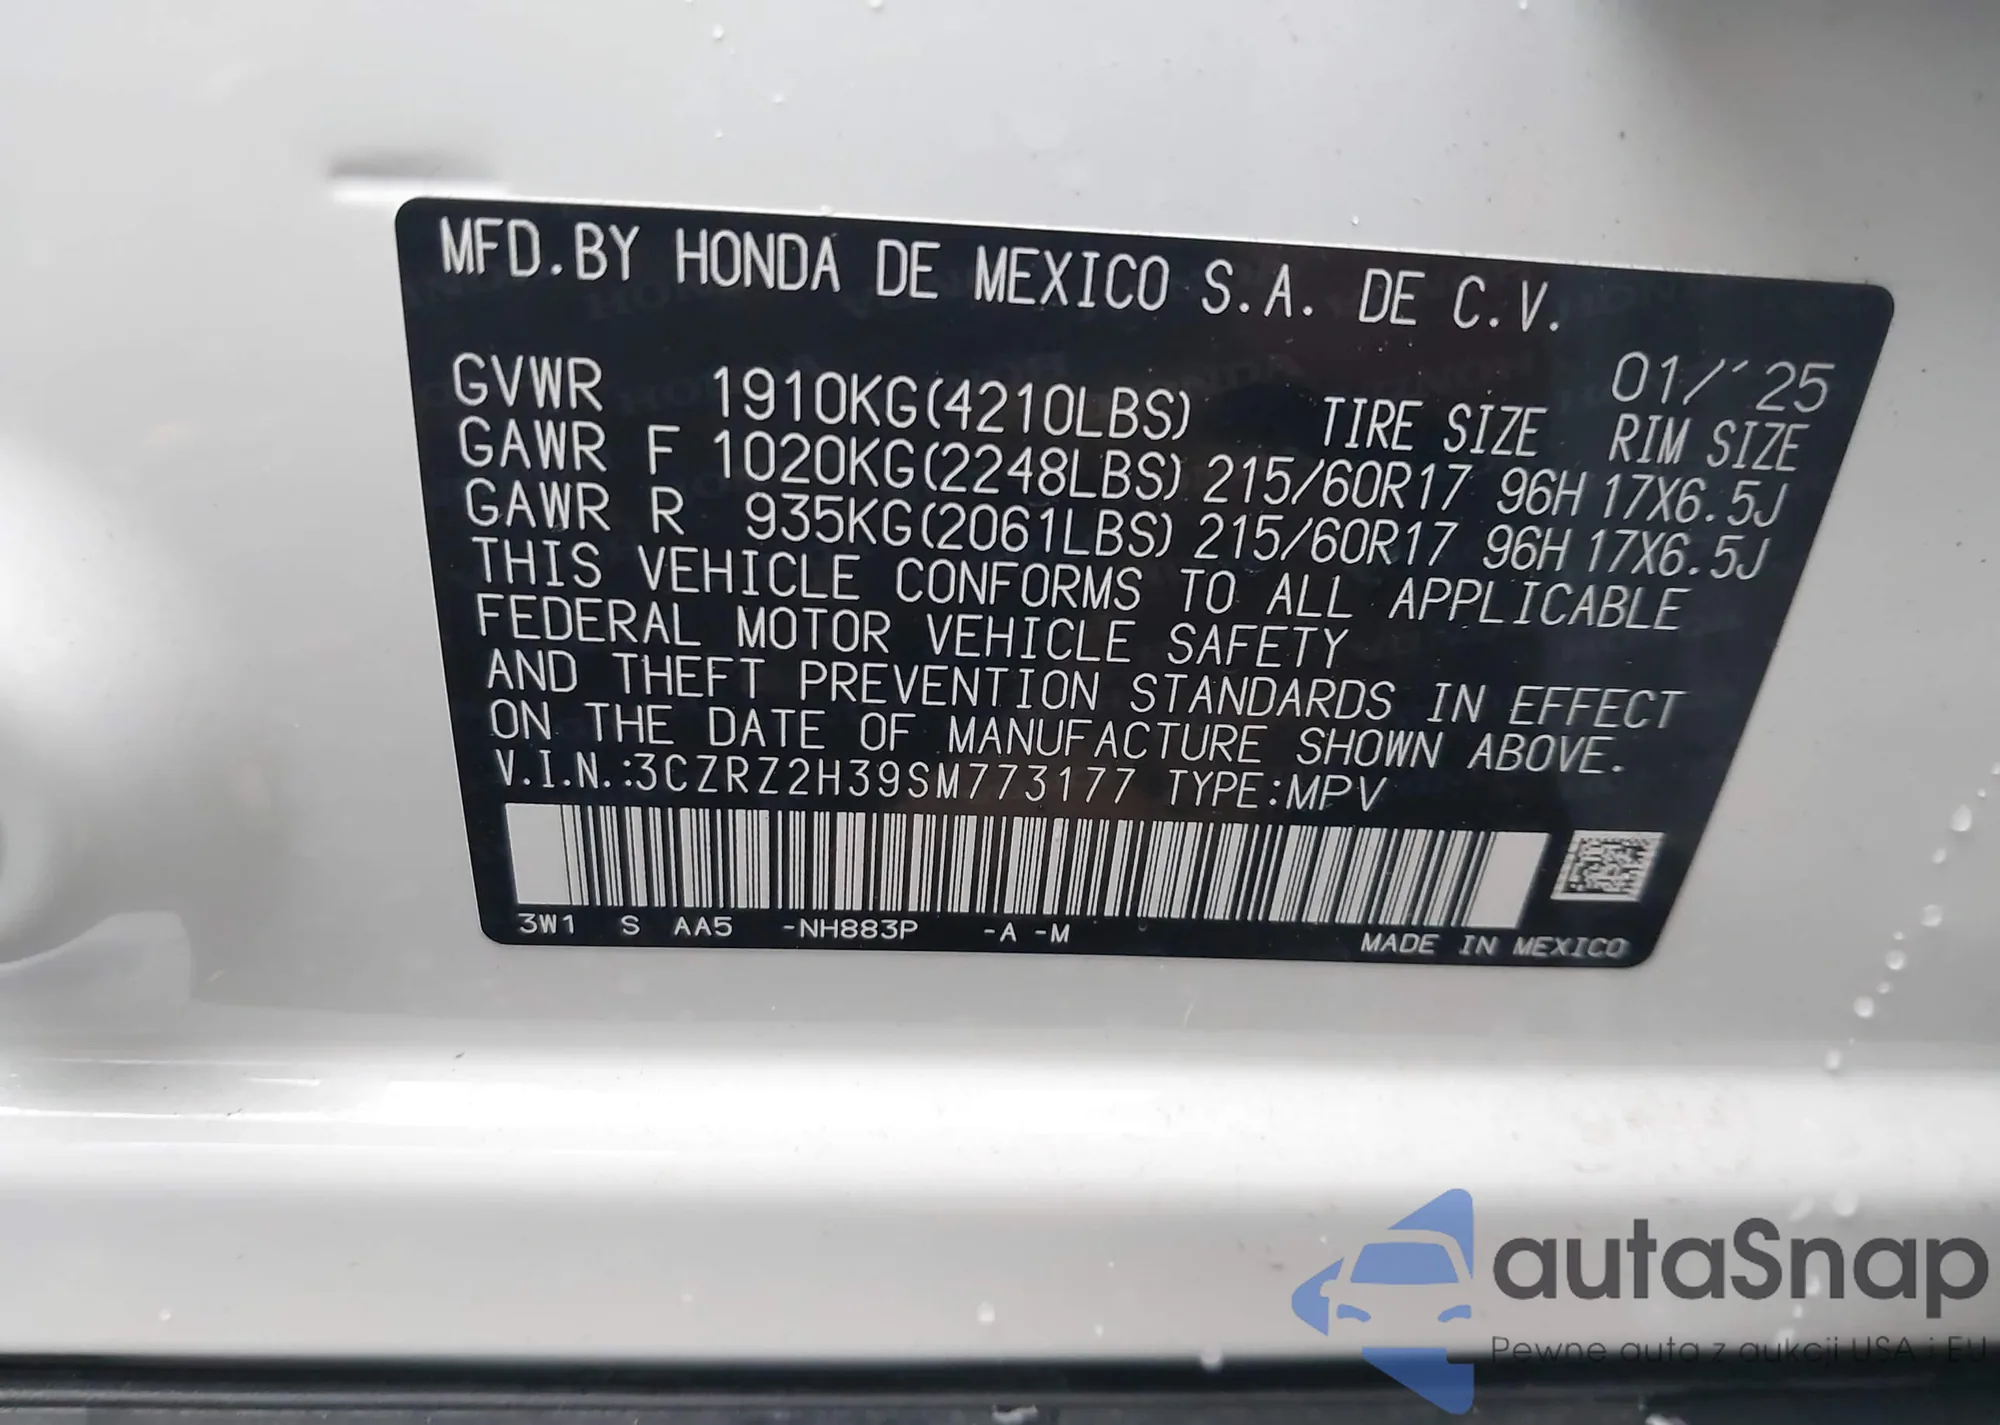 MFD.BY HONDA DE MEXICO S.A. DE C.V.
01/'25
GVWR 1910KG(4210LBS) TIRE SIZE RIM SIZE
GAWR F 1020KG(2248LBS) 215/60R17 96H 17X6.5J
GAWR R 935KG(2061LBS) 215/60R17 96H 17X6.5J
THIS VEHICLE CONFORMS TO ALL APPLICABLE
FEDERAL MOTOR VEHICLE SAFETY
AND THEFT PREVENTION STANDARDS IN EFFECT
ON THE DATE OF MANUFACTURE SHOWN ABOVE.
V.I.N.:3CZRZ2H39SM773177 TYPE:MPV
3W1 S AA5 -NH883P -A -M
MADE IN MEXICO
autaSnap
Pewne auta z aukcji USA i EU